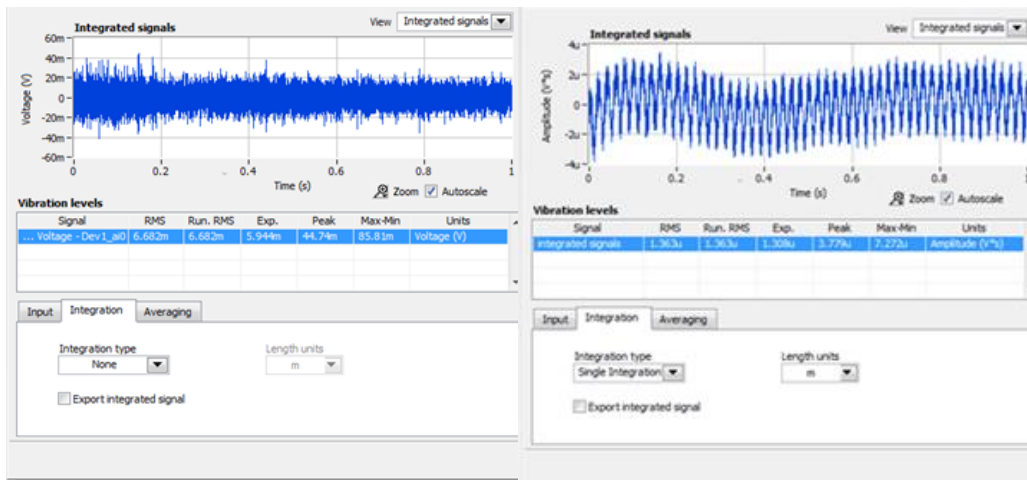 View Integrated signals
Integrated signals
60m
40m
20m
0
-20m
-40m
-60m
Voltage (V)
0 0.2 0.4 0.6 0.8 1
Time (s)
Zoom Autoscale
Vibration levels
Signal RMS Run. RMS Exp. Peak Max-Min Units
... Voltage - Dev1_ai0 6.682m 6.682m 5.944m 44.74m 85.81m Voltage (V)
Input Integration Averaging
Integration type Length units
None m
Export integrated signal
View Integrated signals
Integrated signals
4u
2u
0
-2u
-4u
Amplitude (V*s)
0 0.2 0.4 0.6 0.8 1
Time (s)
Zoom Autoscale
Vibration levels
Signal RMS Run. RMS Exp. Peak Max-Min Units
integrated signals 1.363u 1.363u 1.308u 3.779u 7.272u Amplitude (V*s)
Input Integration Averaging
Integration type Length units
Single Integration m
Export integrated signal